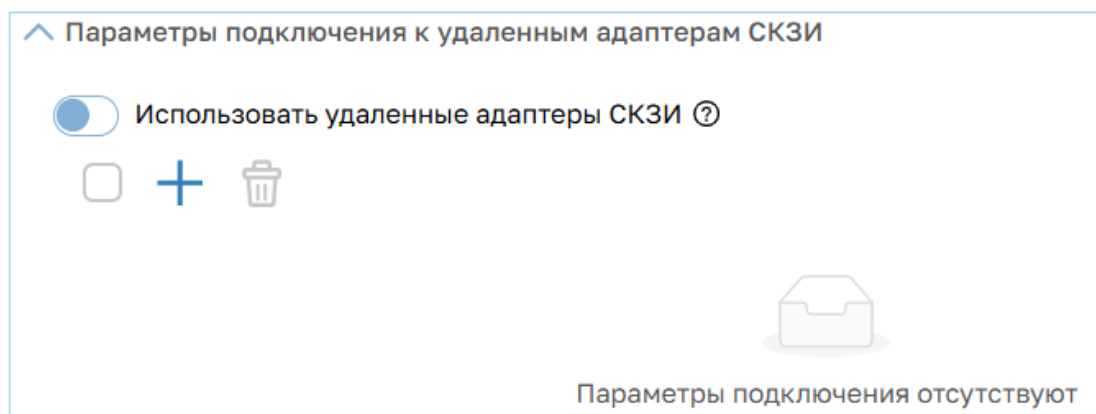 Параметры подключения к удаленным адаптерам СКЗИ
Использовать удаленные адаптеры СКЗИ ?
Параметры подключения отсутствуют